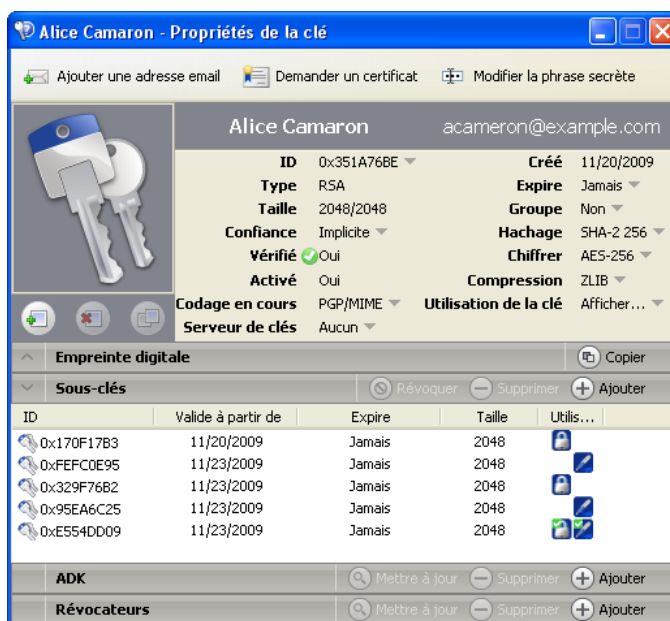 Alice Camaron - Propriétés de la clé
Ajouter une adresse email Demander un certificat Modifier la phrase secrète
Alice Camaron acameron@example.com
ID 0x351A76BE Créé 11/20/2009
Type RSA Expire Jamais
Taille 2048/2048 Groupe Non
Confiance Implicite Hachage SHA-2 256
Vérifié Oui Chiffrer AES-256
Activé Oui Compression ZLIB
Codage en cours PGP/MIME Utilisation de la clé Afficher...
Serveur de clés Aucun
Empreinte digitale Copier
Sous-clés Révoquer Supprimer Ajouter
ID Valide à partir de Expire Taille Utilis...
0x170F17B3 11/20/2009 Jamais 2048
0xFEFC0E95 11/23/2009 Jamais 2048
0x329F76B2 11/23/2009 Jamais 2048
0x95EA6C25 11/23/2009 Jamais 2048
0xE554DD09 11/23/2009 Jamais 2048
ADK Mettre à jour Supprimer Ajouter
Révocateurs Mettre à jour Supprimer Ajouter